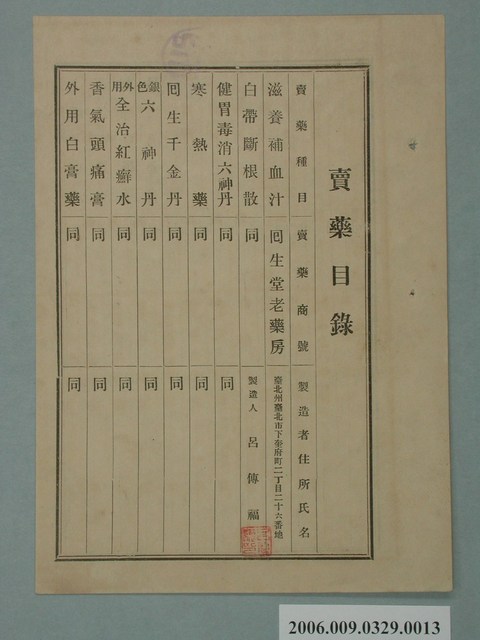 賣藥目錄
賣藥種目 賣藥商號 製造者住所氏名
滋養補血汁 囘生堂老藥房 臺北州臺北市下奎府町二丁目二十六番地
白帶斷根散 同 製造人 呂傳福
健胃毒消六神丹 同 同
寒熱藥 同 同
囘生千金丹 同 同
銀色六神丹 同 同
外用全治紅癬水 同 同
香氣頭痛膏 同 同
外用白膏藥 同 同
2006.009.0329.0013